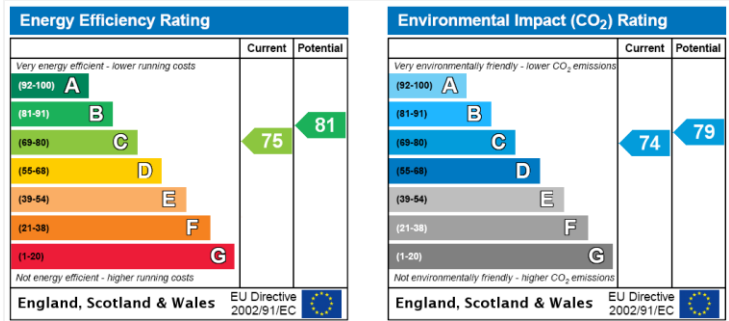 Energy Efficiency Rating
Current Potential
Very energy efficient - lower running costs
(92-100) A
(81-91) B
81
(69-80) C
75
(55-68) D
(39-54) E
(21-38) F
(1-20) G
Not energy efficient - higher running costs
England, Scotland & Wales
EU Directive
2002/91/EC
Environmental Impact (CO₂) Rating
Current Potential
Very environmentally friendly - lower CO₂ emissions
(92-100) A
(81-91) B
(69-80) C
74
79
(55-68) D
(39-54) E
(21-38) F
(1-20) G
Not environmentally friendly - higher CO₂ emissions
England, Scotland & Wales
EU Directive
2002/91/EC